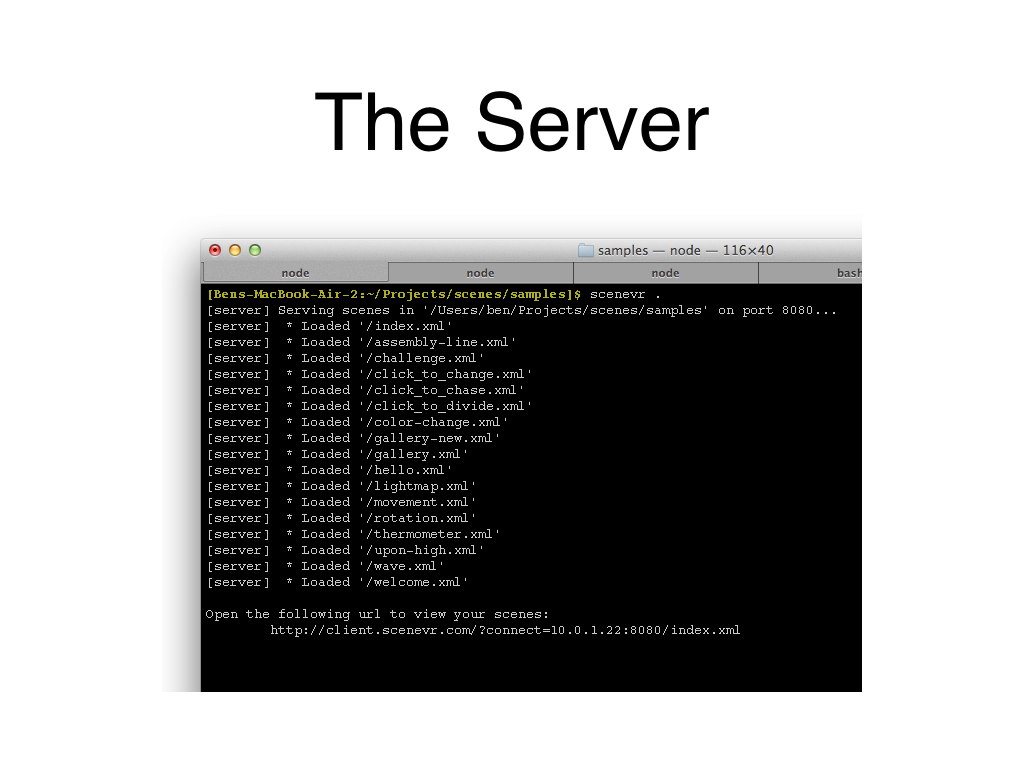 The Server
samples — node — 116×40
node node node bash
[Bens-MacBook-Air-2:~/Projects/scenes/samples]$ scenevr .
[server] Serving scenes in '/Users/ben/Projects/scenes/samples' on port 8080...
[server]  * Loaded '/index.xml'
[server]  * Loaded '/assembly-line.xml'
[server]  * Loaded '/challenge.xml'
[server]  * Loaded '/click_to_change.xml'
[server]  * Loaded '/click_to_chase.xml'
[server]  * Loaded '/click_to_divide.xml'
[server]  * Loaded '/color-change.xml'
[server]  * Loaded '/gallery-new.xml'
[server]  * Loaded '/gallery.xml'
[server]  * Loaded '/hello.xml'
[server]  * Loaded '/lightmap.xml'
[server]  * Loaded '/movement.xml'
[server]  * Loaded '/rotation.xml'
[server]  * Loaded '/thermometer.xml'
[server]  * Loaded '/upon-high.xml'
[server]  * Loaded '/wave.xml'
[server]  * Loaded '/welcome.xml'
Open the following url to view your scenes:
http://client.scenevr.com/?connect=10.0.1.22:8080/index.xml